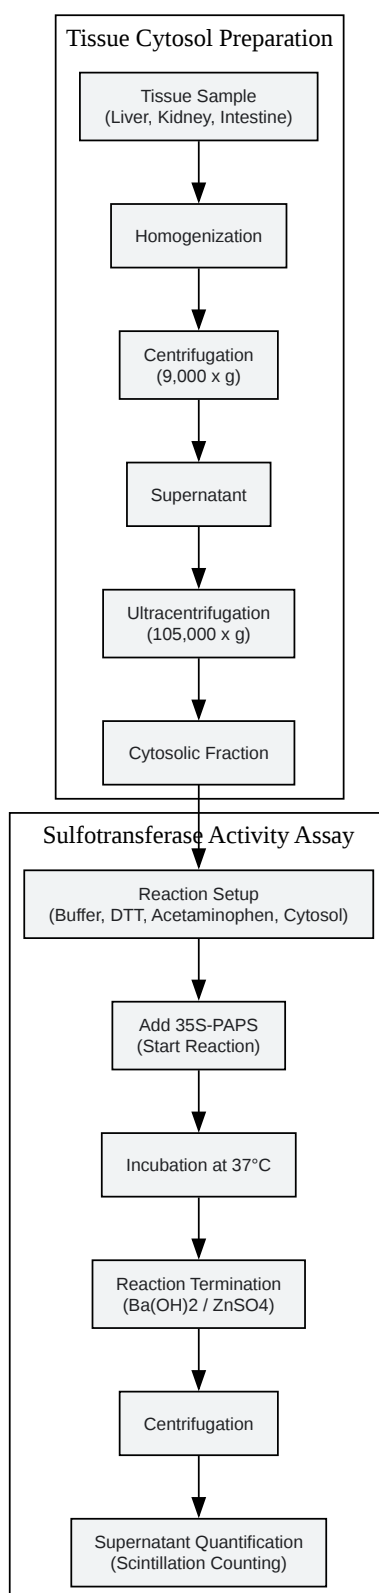 Tissue Cytosol Preparation
Tissue Sample
(Liver, Kidney, Intestine)
Homogenization
Centrifugation
(9,000 x g)
Supernatant
Ultracentrifugation
(105,000 x g)
Cytosolic Fraction
Sulfotransferase Activity Assay
Reaction Setup
(Buffer, DTT, Acetaminophen, Cytosol)
Add 35S-PAPS
(Start Reaction)
Incubation at 37°C
Reaction Termination
(Ba(OH)2 / ZnSO4)
Centrifugation
Supernatant Quantification
(Scintillation Counting)